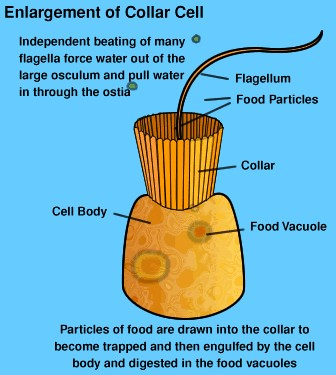 Enlargement of Collar Cell
Independent beating of many
flagella force water out of the
large osculum and pull water
in through the ostia
Flagellum
Food Particles
Collar
Cell Body
Food Vacuole
Particles of food are drawn into the collar to
become trapped and then engulfed by the cell
body and digested in the food vacuoles